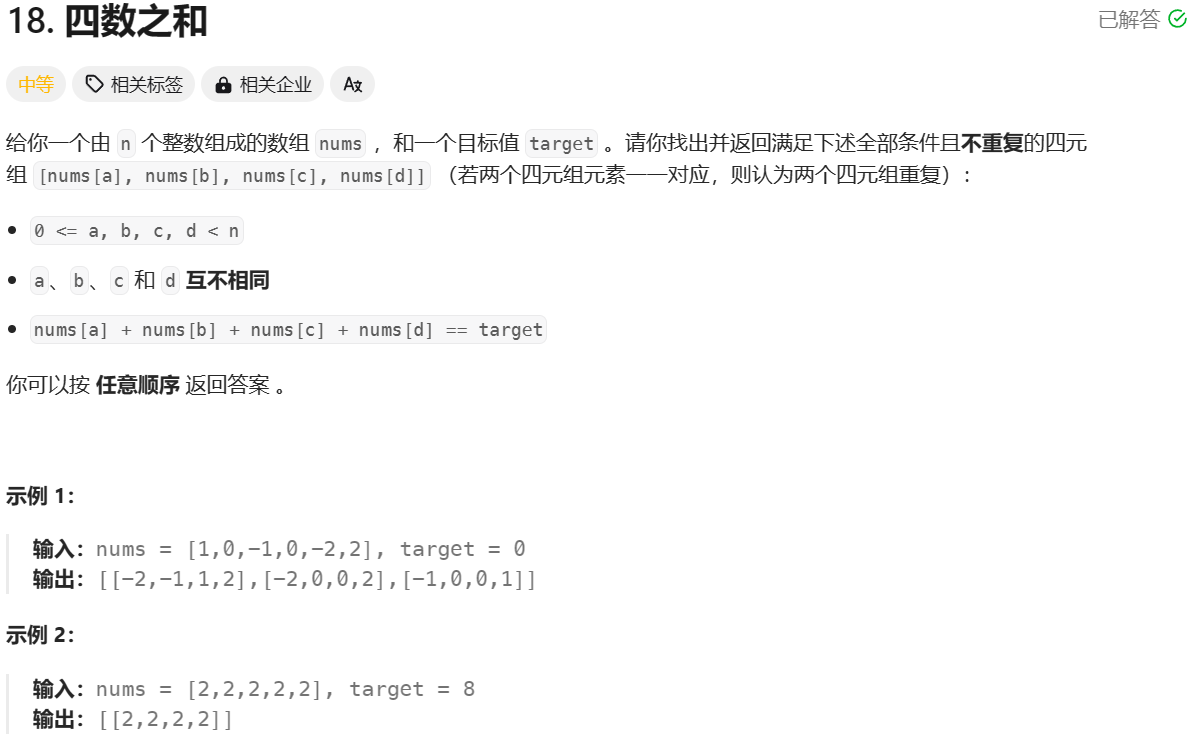 18. 四数之和
已解答
中等 相关标签 相关企业 Az
给你一个由 n 个整数组成的数组 nums ，和一个目标值 target 。请你找出并返回满足下述全部条件且不重复的四元
组 [nums[a], nums[b], nums[c], nums[d]] （若两个四元组元素一一对应，则认为两个四元组重复）：
• 0 <= a, b, c, d < n
• a、b、c 和 d 互不相同
• nums[a] + nums[b] + nums[c] + nums[d] == target
你可以按 任意顺序 返回答案 。
示例 1：
输入：nums = [1,0,-1,0,-2,2], target = 0
输出：[[-2,-1,1,2],[-2,0,0,2],[-1,0,0,1]]
示例 2：
输入：nums = [2,2,2,2,2], target = 8
输出：[[2,2,2,2]]